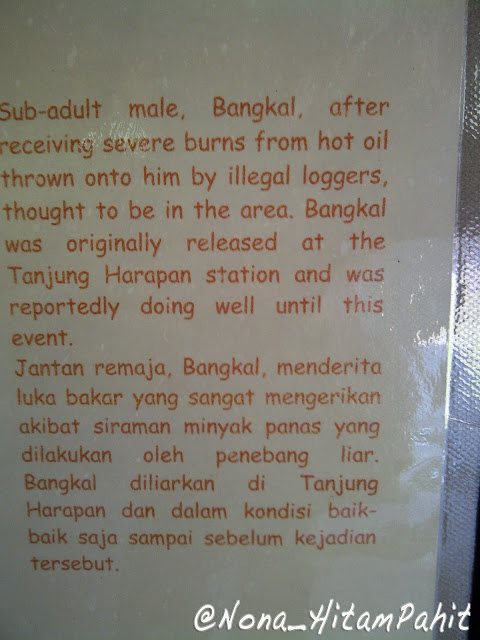 Sub-adult male, Bangkal, after
receiving severe burns from hot oil
thrown onto him by illegal loggers,
thought to be in the area. Bangkal
was originally released at the
Tanjung Harapan station and was
reportedly doing well until this
event.
Jantan remaja, Bangkal, menderita
luka bakar yang sangat mengerikan
akibat siraman minyak panas yang
dilakukan oleh penebang liar.
Bangkal diliarkan di Tanjung
Harapan dan dalam kondisi baik-
baik saja sampai sebelum kejadian
tersebut.
@Nona_HitamPahit